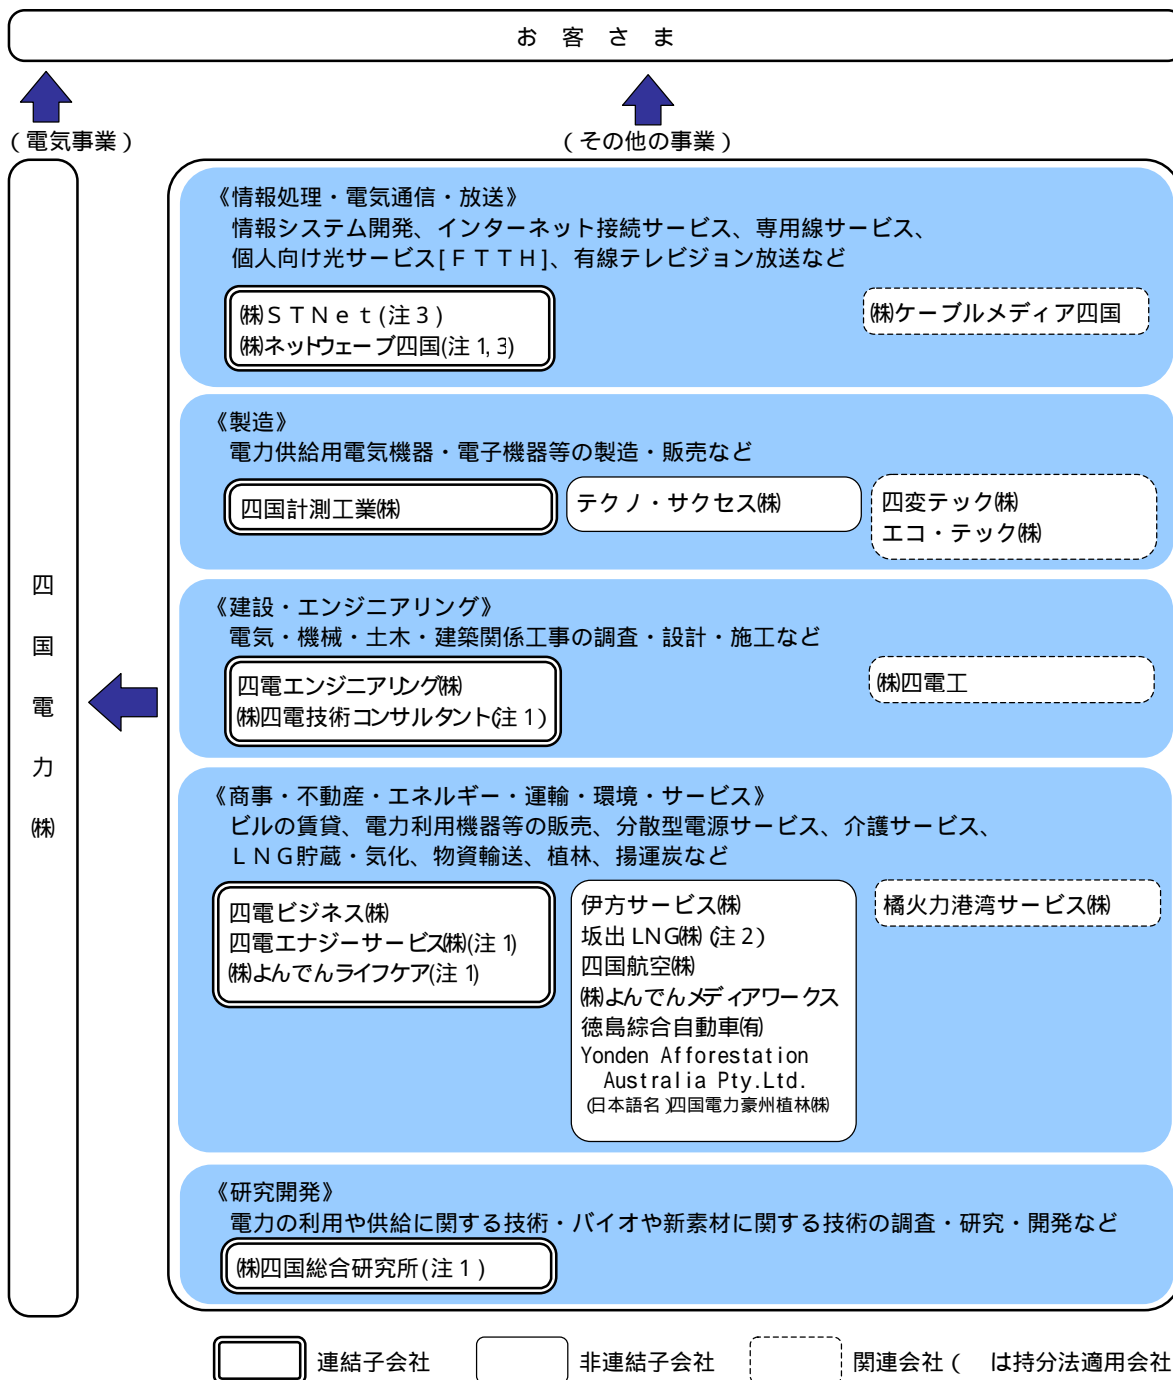 お 客 さ ま
(電気事業)
(その他の事業)
四国電力㈱
《情報処理・電気通信・放送》
情報システム開発、インターネット接続サービス、専用線サービス、
個人向け光サービス[ＦＴＴＨ]、有線テレビジョン放送など
㈱ＳＴＮｅｔ(注３)
㈱ネットウェーブ四国(注1,3)
㈱ケーブルメディア四国
《製造》
電力供給用電気機器・電子機器等の製造・販売など
四国計測工業㈱
テクノ・サクセス㈱
四変テック㈱
エコ・テック㈱
《建設・エンジニアリング》
電気・機械・土木・建築関係工事の調査・設計・施工など
四電エンジニアリング㈱
㈱四電技術コンサルタント(注１)
㈱四電工
《商事・不動産・エネルギー・運輸・環境・サービス》
ビルの賃貸、電力利用機器等の販売、分散型電源サービス、介護サービス、
ＬＮＧ貯蔵・気化、物資輸送、植林、揚運炭など
四電ビジネス㈱
四電エナジーサービス㈱(注1)
㈱よんでんライフケア(注1)
伊方サービス㈱
坂出LNG㈱(注2)
四国航空㈱
㈱よんでんメディアワークス
徳島綜合自動車㈲
Yonden Afforestation
Australia Pty.Ltd.
(日本語名)四国電力豪州植林㈱
橘火力港湾サービス㈱
《研究開発》
電力の利用や供給に関する技術・バイオや新素材に関する技術の調査・研究・開発など
㈱四国総合研究所(注１)
連結子会社
非連結子会社
関連会社(　は持分法適用会社